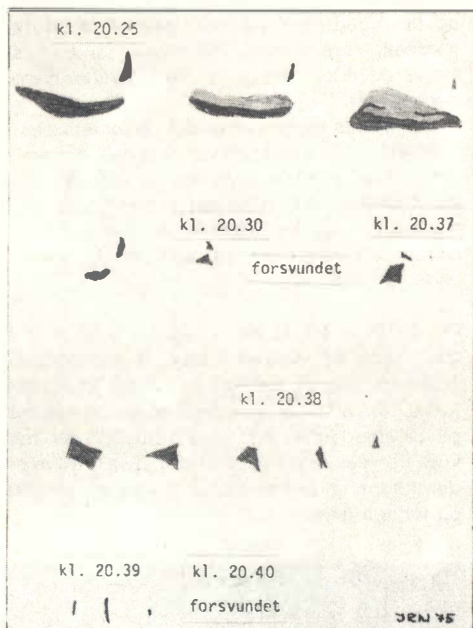 kl. 20.25
kl. 20.30 kl. 20.37
forsvundet
kl. 20.38
kl. 20.39 kl. 20.40
forsvundet
JRN 75